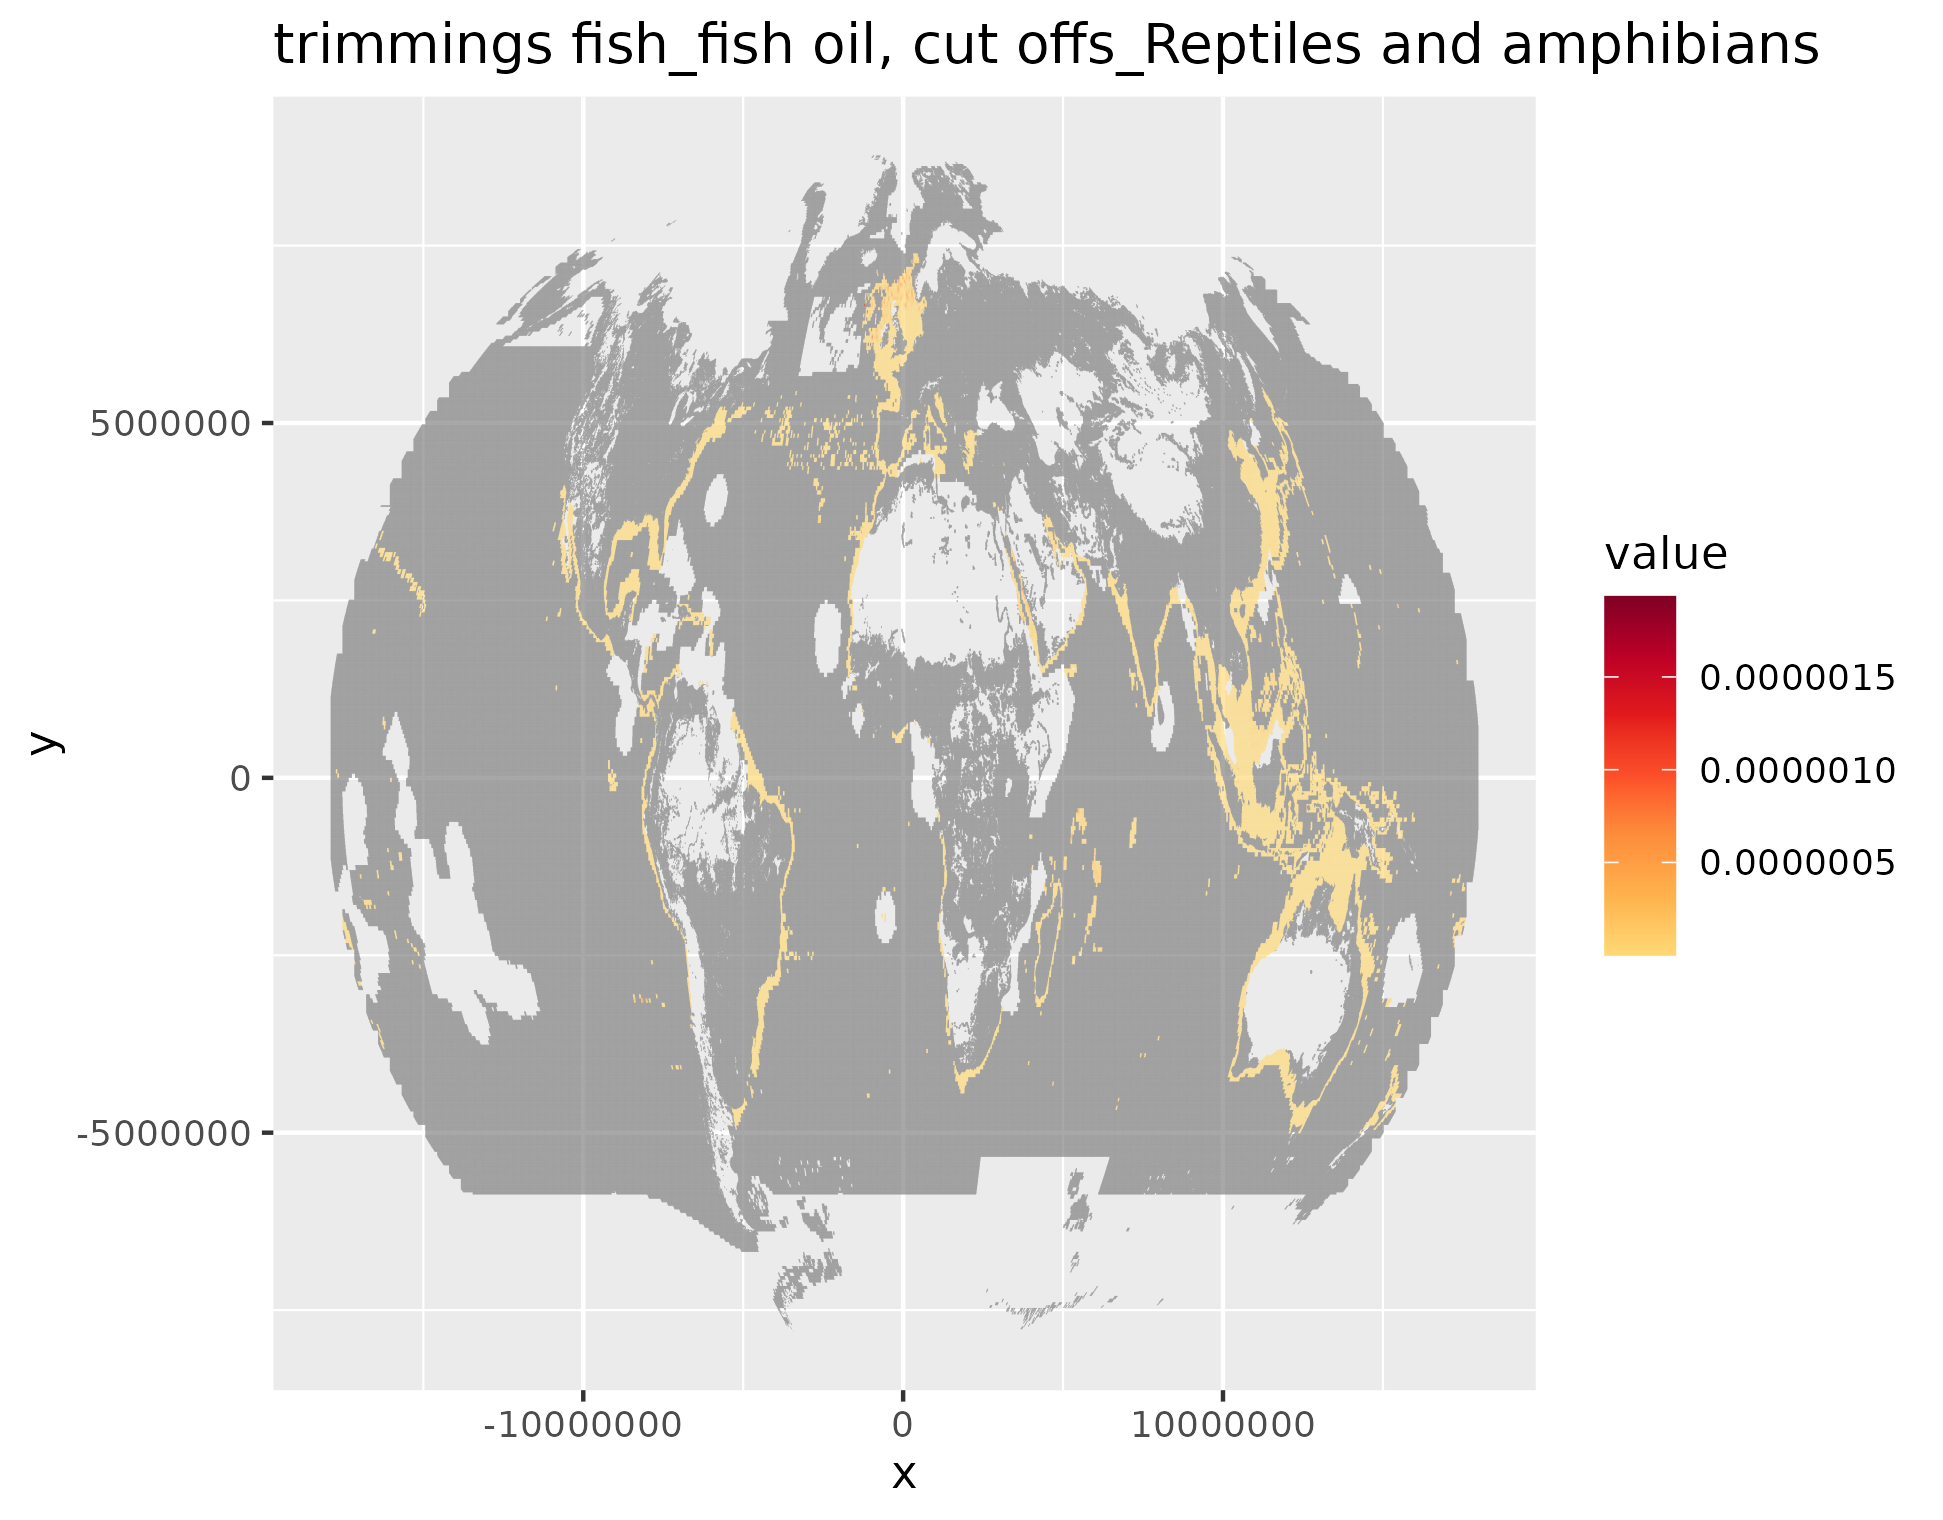 trimmings fish_fish oil, cut offs_Reptiles and amphibians
value
0.0000015
0.0000010
0.0000005
5000000
0
-5000000
y
-10000000 0 10000000
x